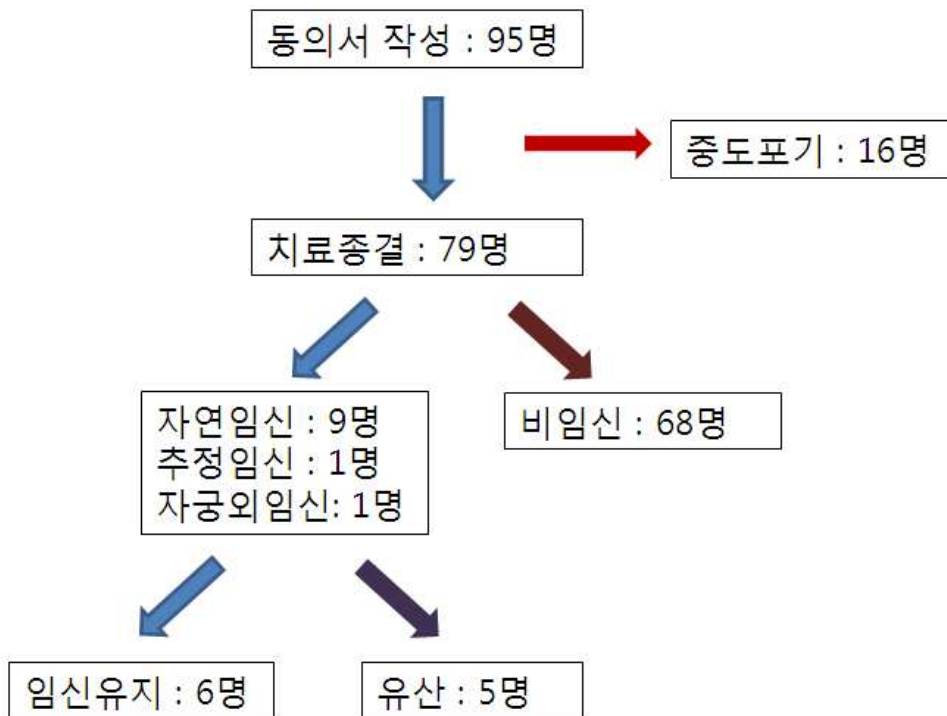 동의서 작성 : 95명
중도포기 : 16명
치료종결 : 79명
자연임신 : 9명
추정임신 : 1명
자궁외임신: 1명
비임신 : 68명
임신유지 : 6명
유산 : 5명